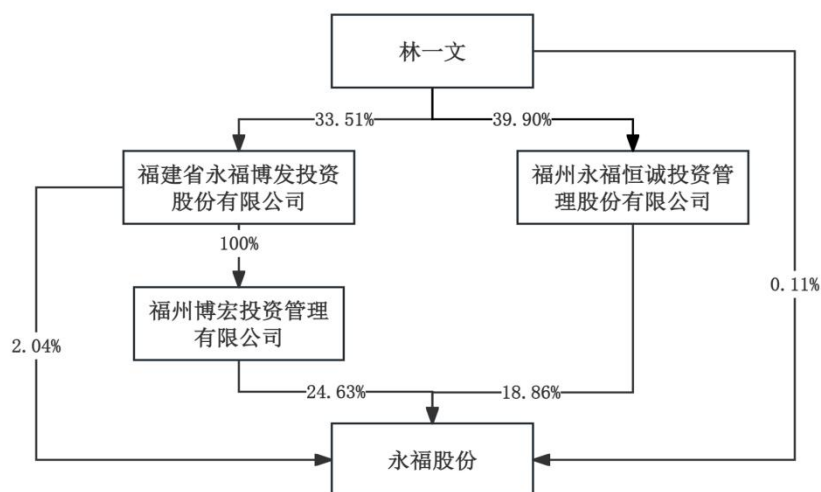 林一文
33.51%
39.90%
福建省永福博发投资
股份有限公司
福州永福恒诚投资管
理股份有限公司
100%
0.11%
福州博宏投资管理
有限公司
2.04%
24.63%
18.86%
永福股份